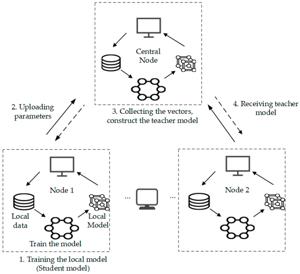 Central
Node
2. Uploading
parameters
3. Collecting the vectors,
construct the teacher model
4. Receiving teacher
model
Node 1
Local
data
Local
Model
Train the model
...
...
Node 2
1. Training the local model
(Student model)